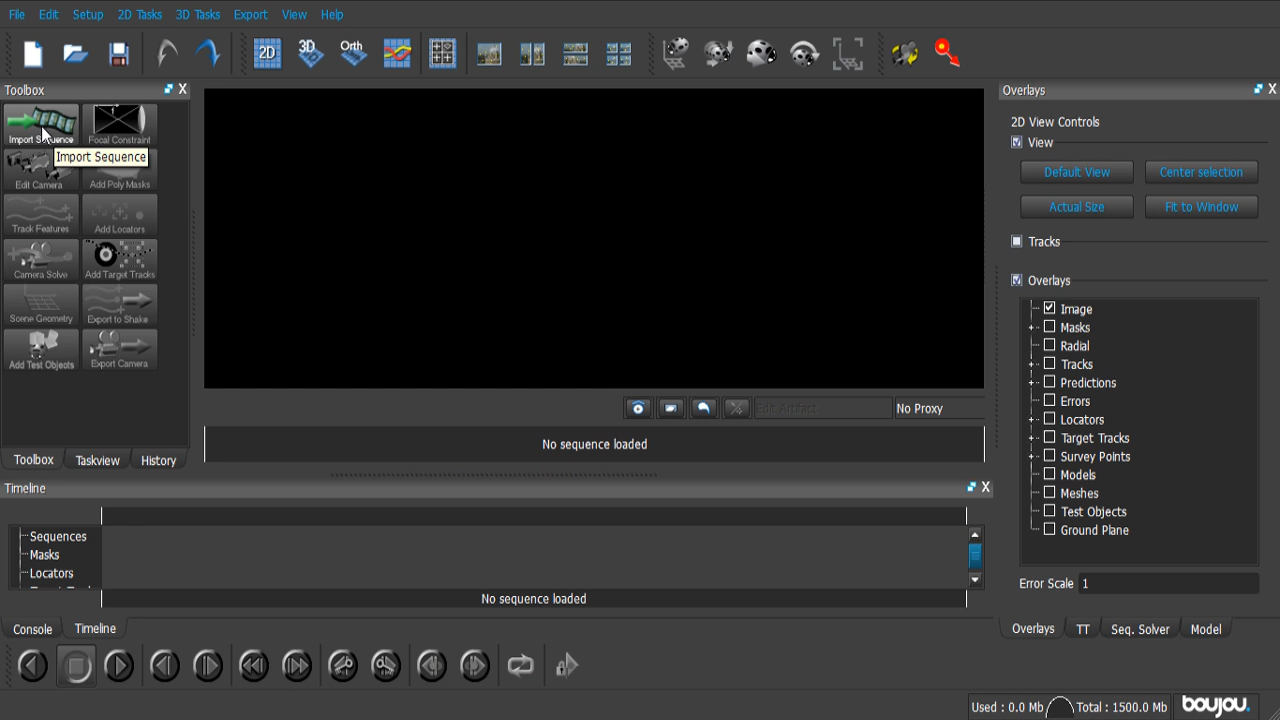 File Edit Setup 2D Tasks 3D Tasks Export View Help
2D 3D Orth
Toolbox
Import Sequence Focal Constraint
Import Sequence
Edit Camera Add Poly Masks
Track Features Add Locators
Camera Solve Add Target Tracks
Scene Geometry Export to Shake
Add Test Objects Export Camera
Toolbox Taskview History
Edit Artifact No Proxy
No sequence loaded
Timeline
Sequences
Masks
Locators
No sequence loaded
Console Timeline
Overlays
2D View Controls
View
Default View Center selection
Actual Size Fit to Window
Tracks
Overlays
Image
Masks
Radial
Tracks
Predictions
Errors
Locators
Target Tracks
Survey Points
Models
Meshes
Test Objects
Ground Plane
Error Scale 1
Overlays TT Seq. Solver Model
Used : 0.0 Mb Total : 1500.0 Mb boujou.